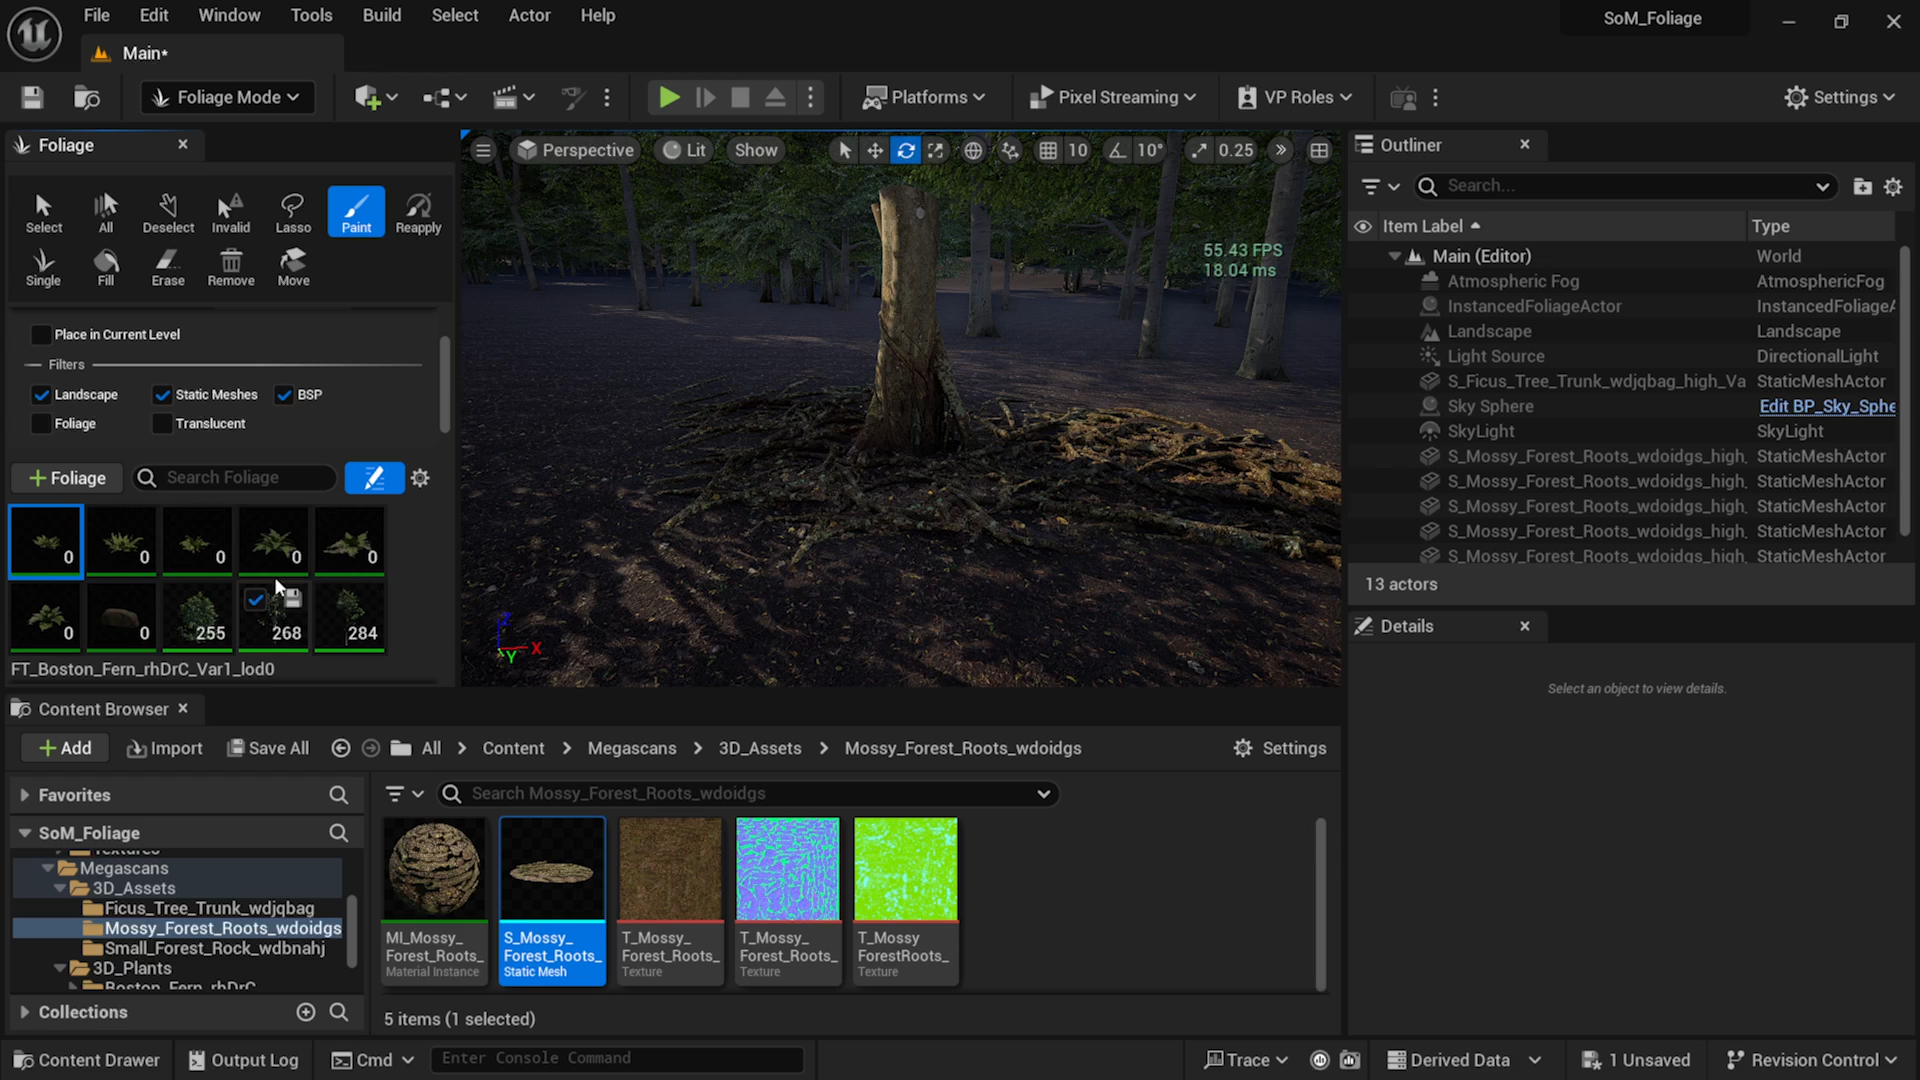 File Edit Window Tools Build Select Actor Help
SoM_Foliage
Main*
Foliage Mode
Platforms
Pixel Streaming
VP Roles
Settings
Foliage
Select All Deselect Invalid Lasso Paint Reapply
Single Fill Erase Remove Move
Place in Current Level
Filters
Landscape Static Meshes BSP
Foliage Translucent
+ Foliage Search Foliage
0 0 0 0 0
0 0 255 268 284
FT_Boston_Fern_rhDrC_Var1_lod0
Perspective Lit Show 10 10° 0.25
55.43 FPS
18.04 ms
Z
X
Y
Outliner
Search...
Item Label Type
Main (Editor) World
Atmospheric Fog AtmosphericFog
InstancedFoliageActor InstancedFoliageA
Landscape Landscape
Light Source DirectionalLight
S_Ficus_Tree_Trunk_wdjqbag_high_Va StaticMeshActor
Sky Sphere Edit BP_Sky_Sphe
SkyLight SkyLight
S_Mossy_Forest_Roots_wdoidgs_high_ StaticMeshActor
S_Mossy_Forest_Roots_wdoidgs_high_ StaticMeshActor
S_Mossy_Forest_Roots_wdoidgs_high_ StaticMeshActor
S_Mossy_Forest_Roots_wdoidgs_high_ StaticMeshActor
S_Mossy_Forest_Roots_wdoidgs_high_ StaticMeshActor
13 actors
Details
Select an object to view details.
Content Browser
+ Add Import Save All All > Content > Megascans > 3D_Assets > Mossy_Forest_Roots_wdoidgs Settings
Favorites
SoM_Foliage
Textures
Megascans
3D_Assets
Ficus_Tree_Trunk_wdjqbag
Mossy_Forest_Roots_wdoidgs
Small_Forest_Rock_wdbnahj
3D_Plants
Boston_Fern_rhDrC
Collections
Search Mossy_Forest_Roots_wdoidgs
MI_Mossy_
Forest_Roots_
Material Instance
S_Mossy_
Forest_Roots_
Static Mesh
T_Mossy_
Forest_Roots_
Texture
T_Mossy_
Forest_Roots_
Texture
T_Mossy
ForestRoots_
Texture
5 items (1 selected)
Content Drawer Output Log Cmd Enter Console Command Trace Derived Data 1 Unsaved Revision Control